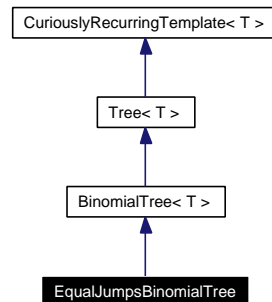 CuriouslyRecurringTemplate< T >
Tree< T >
BinomialTree< T >
EqualJumpsBinomialTree